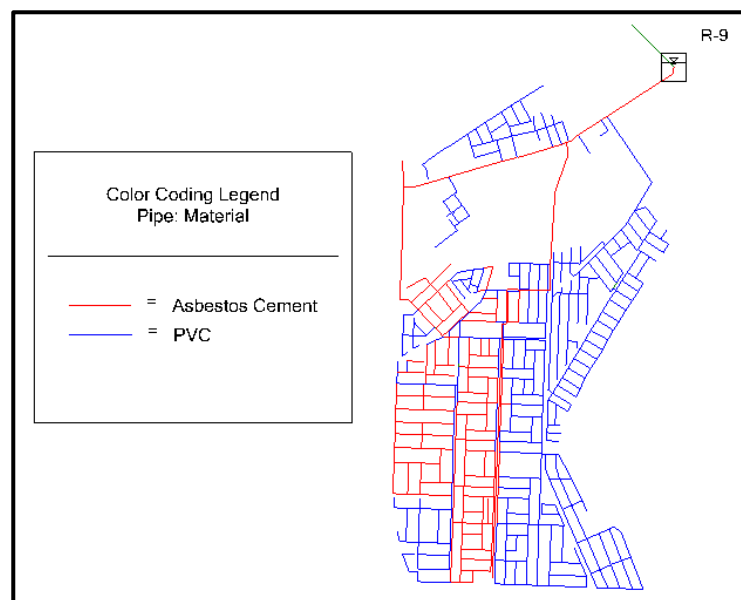 R-9
Color Coding Legend
Pipe: Material
= Asbestos Cement
= PVC